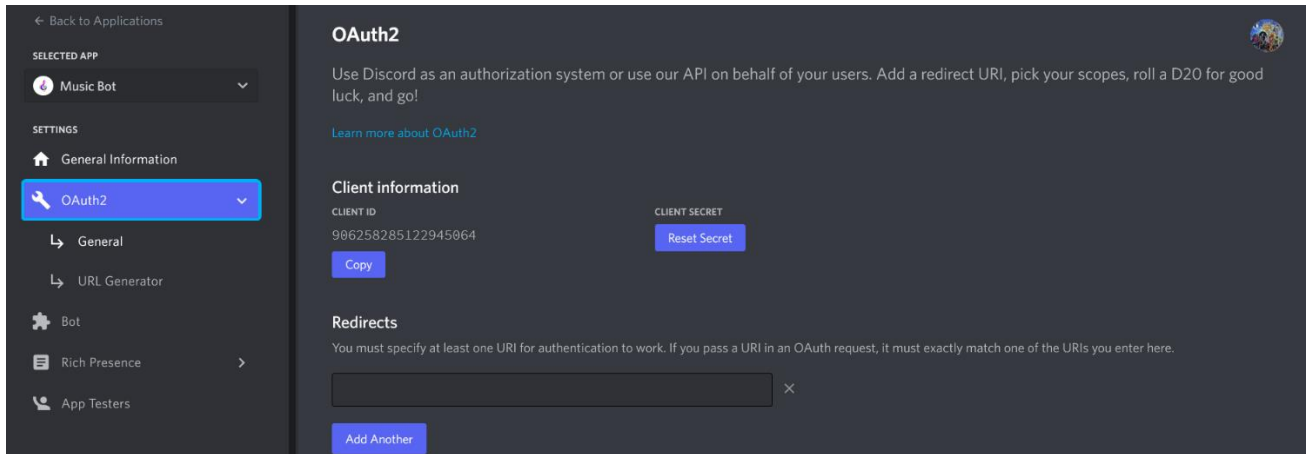 ← Back to Applications
SELECTED APP
Music Bot
SETTINGS
General Information
OAuth2
General
URL Generator
Bot
Rich Presence
App Testers
OAuth2
Use Discord as an authorization system or use our API on behalf of your users. Add a redirect URI, pick your scopes, roll a D20 for good
luck, and go!
Learn more about OAuth2
Client information
CLIENT ID
CLIENT SECRET
906258285122945064
Reset Secret
Copy
Redirects
You must specify at least one URI for authentication to work. If you pass a URI in an OAuth request, it must exactly match one of the URIs you enter here.
Add Another